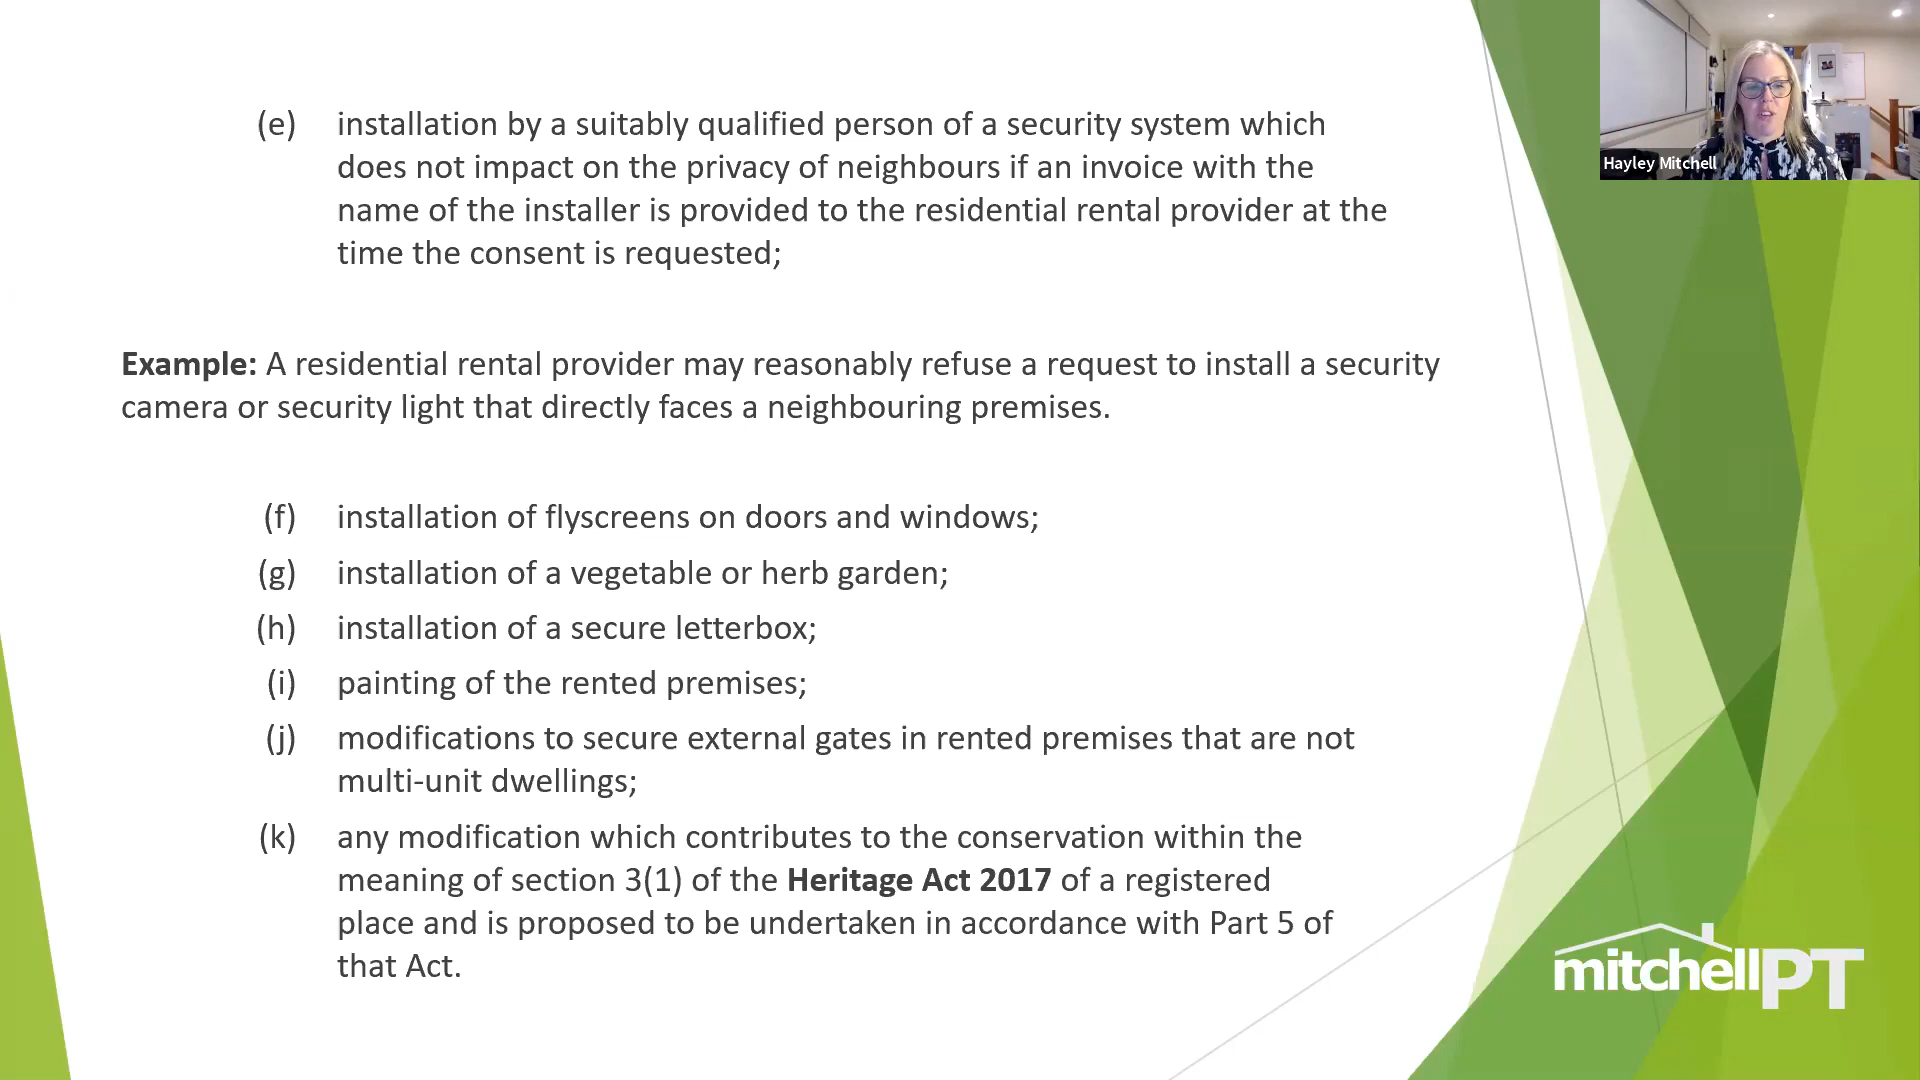 (e) installation by a suitably qualified person of a security system which
does not impact on the privacy of neighbours if an invoice with the
name of the installer is provided to the residential rental provider at the
time the consent is requested;
Example: A residential rental provider may reasonably refuse a request to install a security
camera or security light that directly faces a neighbouring premises.
(f) installation of flyscreens on doors and windows;
(g) installation of a vegetable or herb garden;
(h) installation of a secure letterbox;
(i) painting of the rented premises;
(j) modifications to secure external gates in rented premises that are not
multi-unit dwellings;
(k) any modification which contributes to the conservation within the
meaning of section 3(1) of the Heritage Act 2017 of a registered
place and is proposed to be undertaken in accordance with Part 5 of
that Act.
Hayley Mitchell
mitchellPT